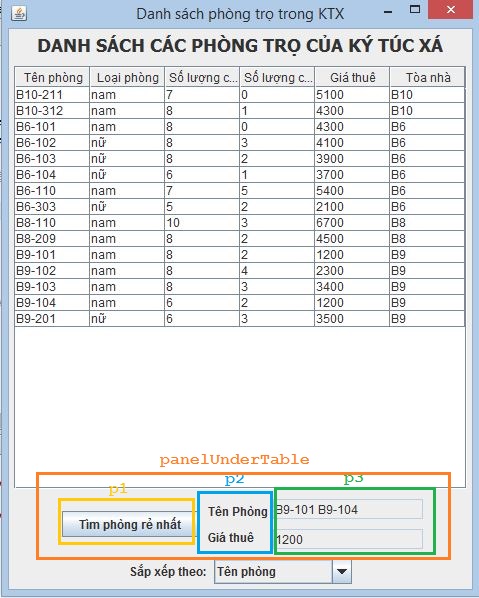 Danh sách phòng trọ trong KTX
DANH SÁCH CÁC PHÒNG TRỌ CỦA KÝ TÚC XÁ
Tên phòng Loại phòng Số lượng c... Số lượng c... Giá thuê Tòa nhà
B10-211 nam 7 0 5100 B10
B10-312 nam 8 1 4300 B10
B6-101 nam 8 0 4300 B6
B6-102 nữ 8 3 4100 B6
B6-103 nữ 8 2 3900 B6
B6-104 nữ 6 1 3700 B6
B6-110 nam 7 5 5400 B6
B6-303 nữ 5 2 2100 B6
B8-110 nam 10 3 6700 B8
B8-209 nam 8 2 4500 B8
B9-101 nam 8 2 1200 B9
B9-102 nam 8 4 2300 B9
B9-103 nam 8 3 3400 B9
B9-104 nam 6 2 1200 B9
B9-201 nữ 6 3 3500 B9
panelUnderTable
p1 p2 p3
Tìm phòng rẻ nhất
Tên Phòng B9-101 B9-104
Giá thuê 1200
Sắp xếp theo: Tên phòng